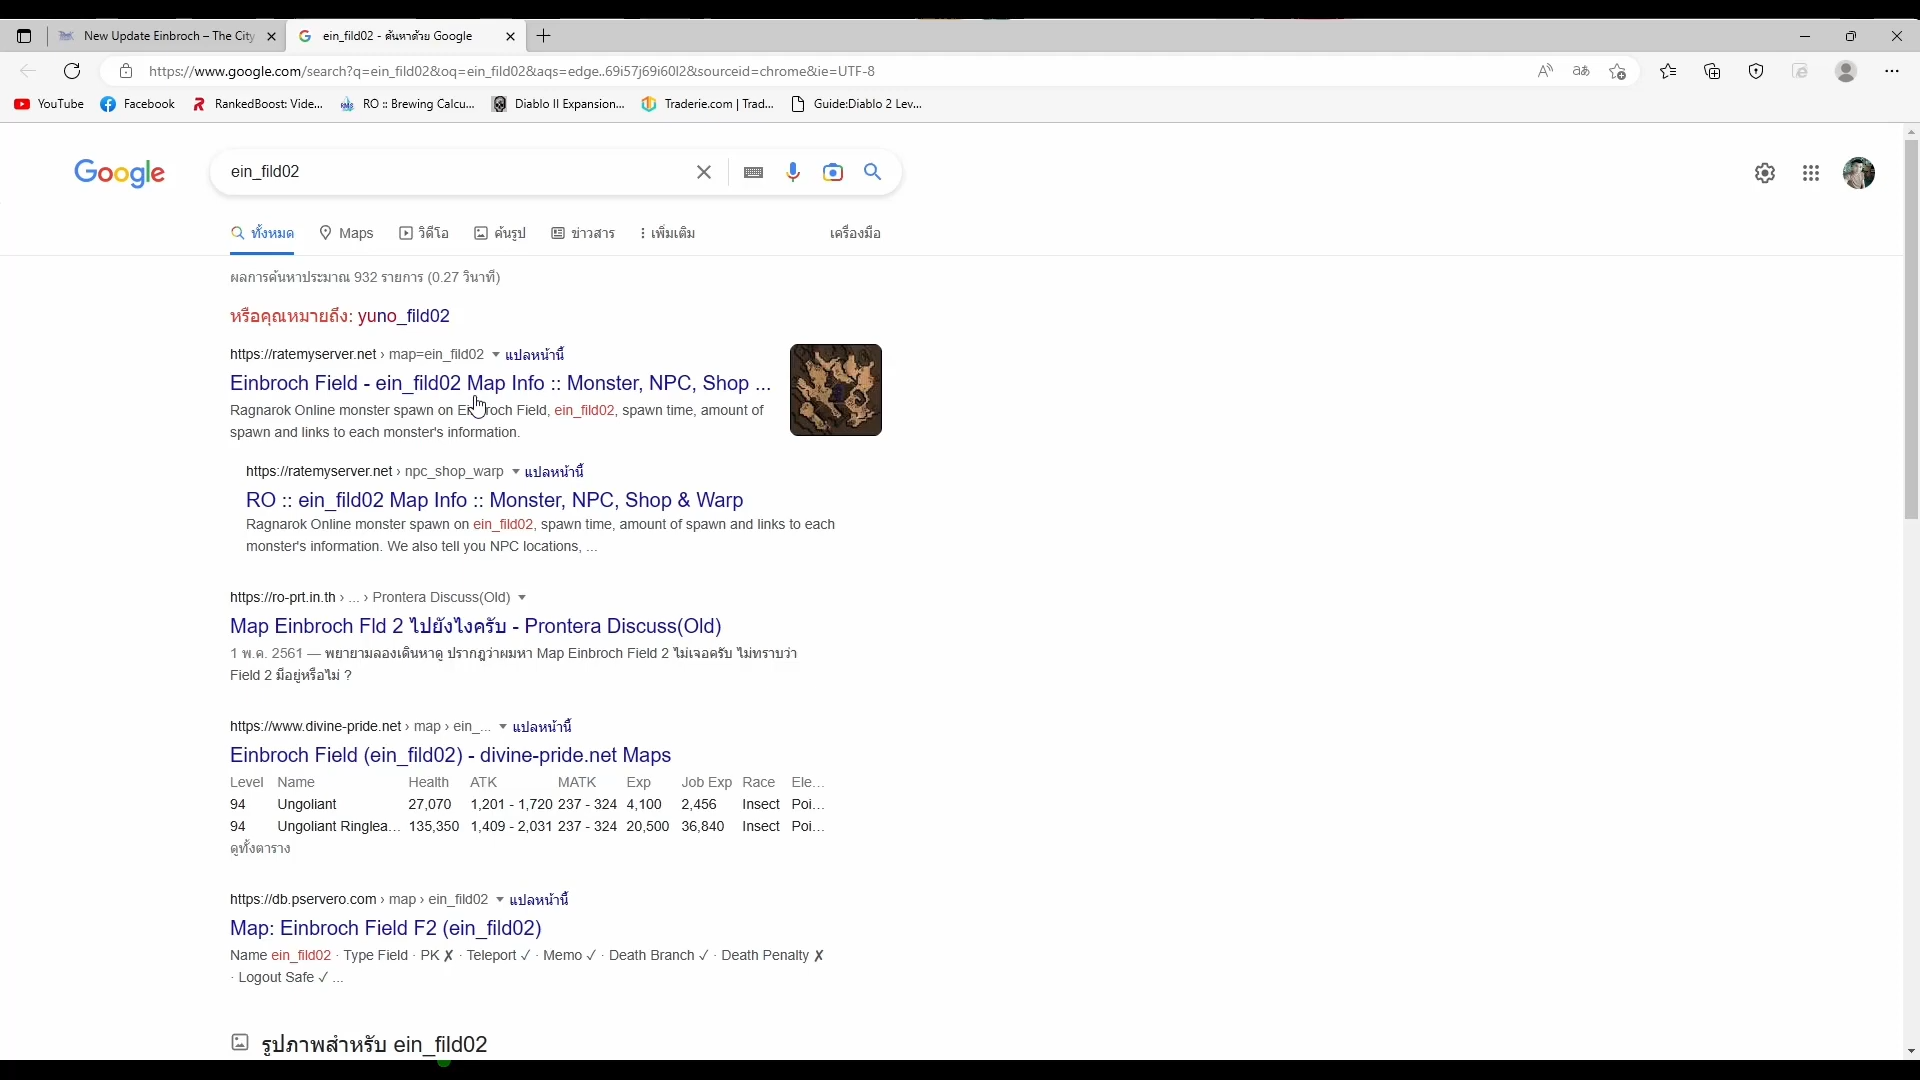 New Update Einbroch – The City
ein_fild02 - ค้นหาด้วย Google
https://www.google.com/search?q=ein_fild02&oq=ein_fild02&aqs=edge..69i57j69i60l2&sourceid=chrome&ie=UTF-8
YouTube Facebook RankedBoost: Vide... RO :: Brewing Calcu... Diablo II Expansion... Traderie.com | Trad... Guide:Diablo 2 Lev...
Google
ein_fild02
ทั้งหมด Maps วิดีโอ ค้นรูป ข่าวสาร เพิ่มเติม เครื่องมือ
ผลการค้นหาประมาณ 932 รายการ (0.27 วินาที)
หรือคุณหมายถึง: yuno_fild02
https://ratemyserver.net › map=ein_fild02 แปลหน้านี้
Einbroch Field - ein_fild02 Map Info :: Monster, NPC, Shop ...
Ragnarok Online monster spawn on Einbroch Field, ein_fild02, spawn time, amount of
spawn and links to each monster's information.
https://ratemyserver.net › npc_shop_warp แปลหน้านี้
RO :: ein_fild02 Map Info :: Monster, NPC, Shop & Warp
Ragnarok Online monster spawn on ein_fild02, spawn time, amount of spawn and links to each
monster's information. We also tell you NPC locations, ...
https://ro-prt.in.th › ... › Prontera Discuss(Old)
Map Einbroch Fld 2 ไปยังไงครับ - Prontera Discuss(Old)
1 พ.ค. 2561 — พยายามลองเดินหาดู ปรากฎว่าผมหา Map Einbroch Field 2 ไม่เจอครับ ไม่ทราบว่า
Field 2 มีอยู่หรือไม่ ?
https://www.divine-pride.net › map › ein_... แปลหน้านี้
Einbroch Field (ein_fild02) - divine-pride.net Maps
Level Name Health ATK MATK Exp Job Exp Race Ele...
94 Ungoliant 27,070 1,201 - 1,720 237 - 324 4,100 2,456 Insect Poi...
94 Ungoliant Ringlea... 135,350 1,409 - 2,031 237 - 324 20,500 36,840 Insect Poi...
ดูทั้งตาราง
https://db.pservero.com › map › ein_fild02 แปลหน้านี้
Map: Einbroch Field F2 (ein_fild02)
Name ein_fild02 · Type Field · PK ✗ · Teleport ✓ · Memo ✓ · Death Branch ✓ · Death Penalty ✗
· Logout Safe ✓ ...
รูปภาพสำหรับ ein_fild02